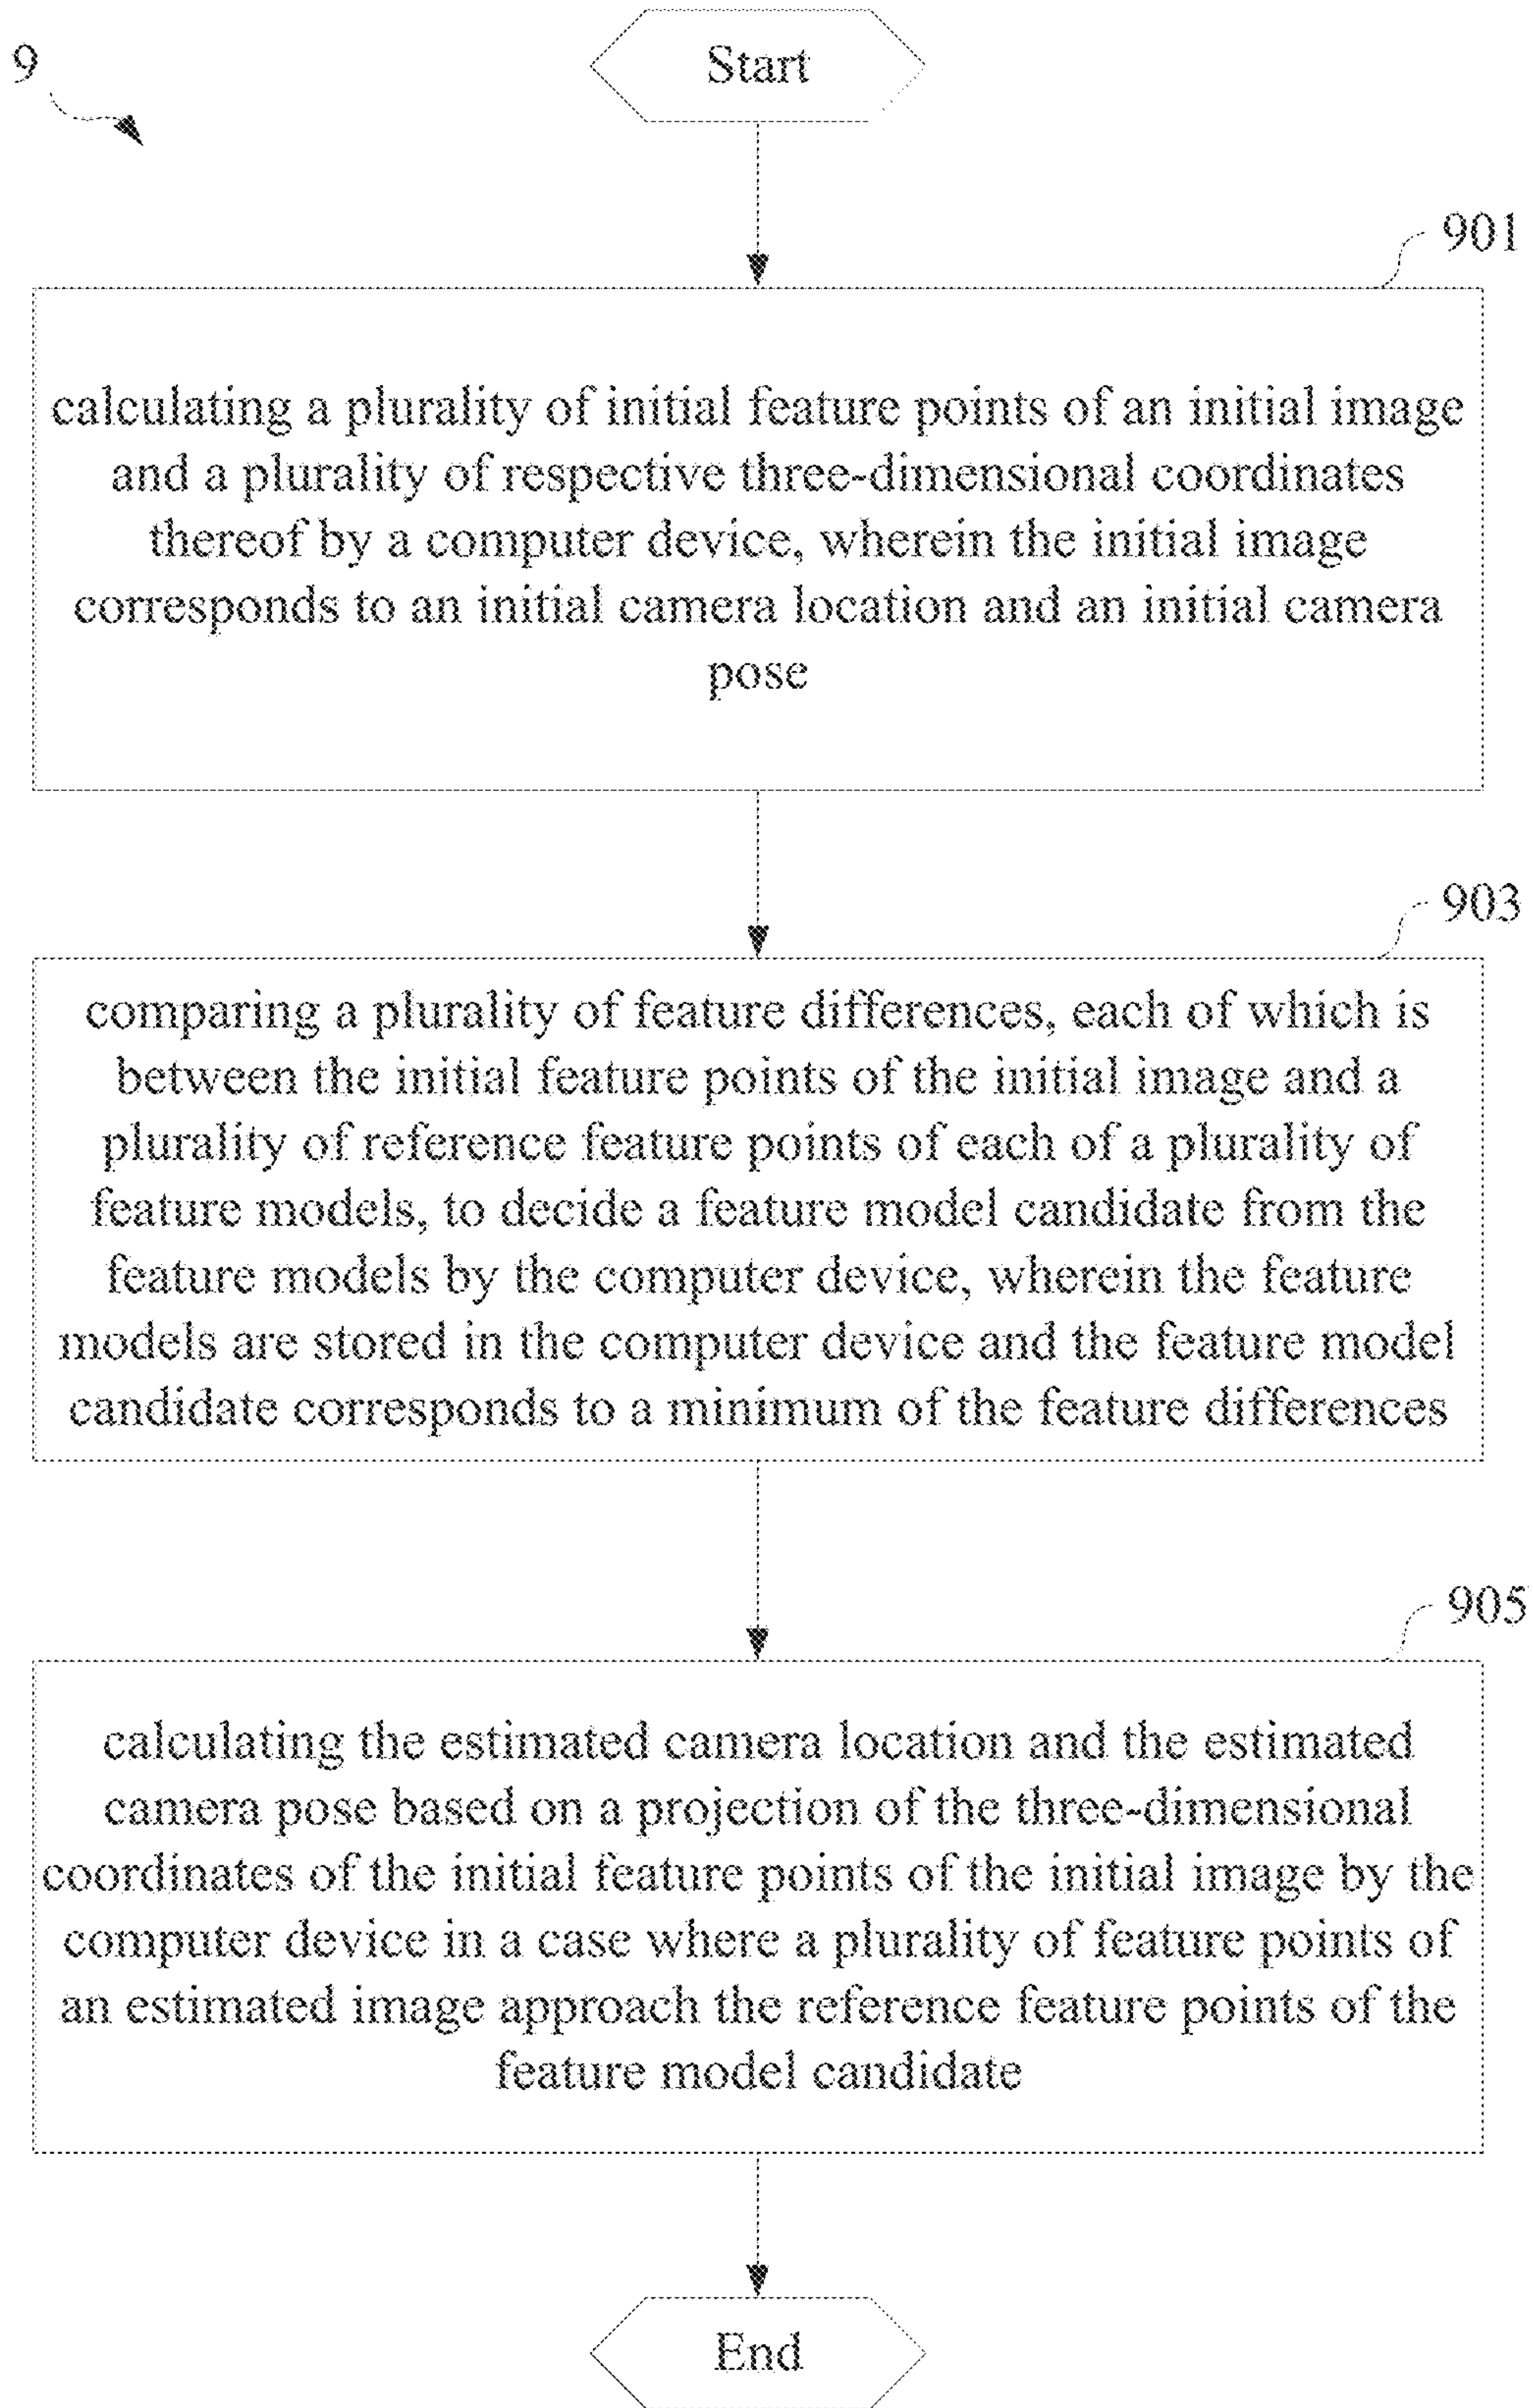 9
Start
901
calculating a plurality of initial feature points of an initial image
and a plurality of respective three-dimensional coordinates
thereof by a computer device, wherein the initial image
corresponds to an initial camera location and an initial camera
pose
903
comparing a plurality of feature differences, each of which is
between the initial feature points of the initial image and a
plurality of reference feature points of each of a plurality of
feature models, to decide a feature model candidate from the
feature models by the computer device, wherein the feature
models are stored in the computer device and the feature model
candidate corresponds to a minimum of the feature differences
905
calculating the estimated camera location and the estimated
camera pose based on a projection of the three-dimensional
coordinates of the initial feature points of the initial image by the
computer device in a case where a plurality of feature points of
an estimated image approach the reference feature points of the
feature model candidate
End